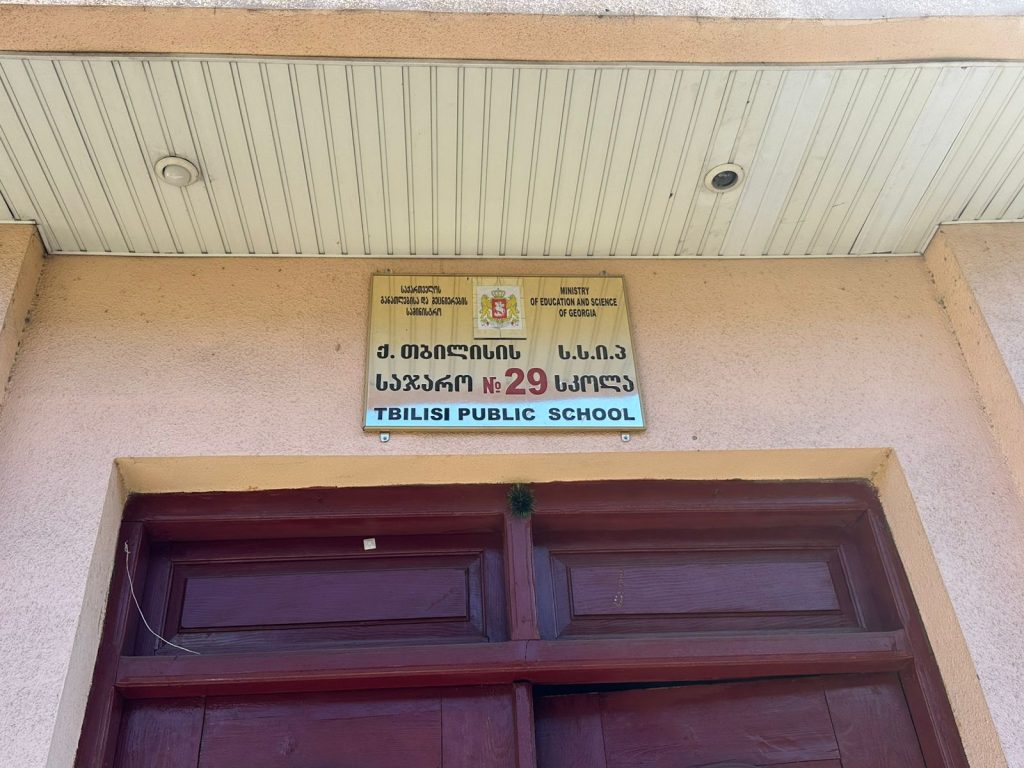 საქართველოს
განათლებისა და მეცნიერების
სამინისტრო
MINISTRY
OF EDUCATION AND SCIENCE
OF GEORGIA
ქ. თბილისის ს.ს.ი.პ
საჯარო №29 სკოლა
TBILISI PUBLIC SCHOOL